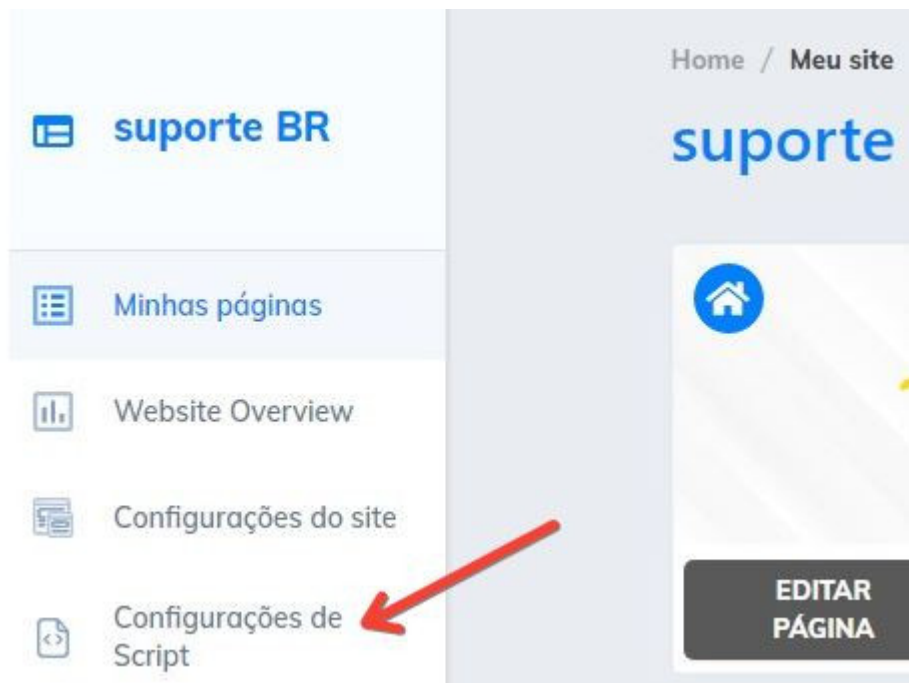 suporte BR
Minhas páginas
Website Overview
Configurações do site
Configurações de
Script
Home / Meu site
suporte
EDITAR
PÁGINA